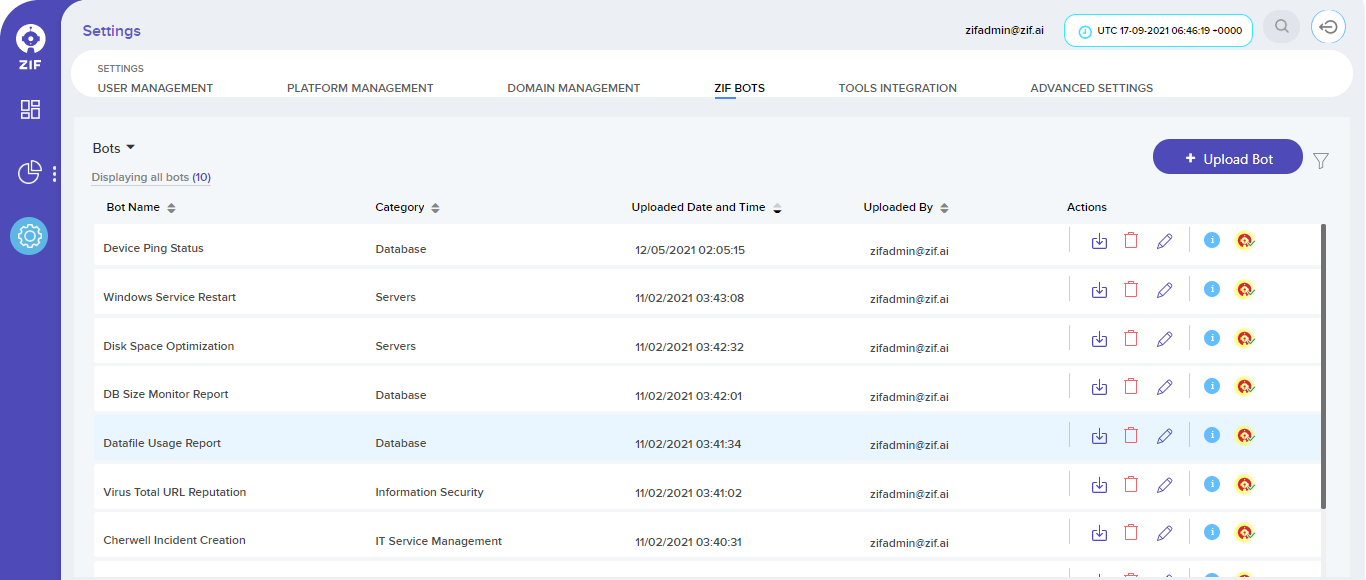 Settings
zifadmin@zif.ai
UTC 17-09-2021 06:46:19 +0000
ZIF
SETTINGS
USER MANAGEMENT PLATFORM MANAGEMENT DOMAIN MANAGEMENT ZIF BOTS TOOLS INTEGRATION ADVANCED SETTINGS
Bots
+ Upload Bot
Displaying all bots (10)
Bot Name Category Uploaded Date and Time Uploaded By Actions
Device Ping Status Database 12/05/2021 02:05:15 zifadmin@zif.ai
Windows Service Restart Servers 11/02/2021 03:43:08 zifadmin@zif.ai
Disk Space Optimization Servers 11/02/2021 03:42:32 zifadmin@zif.ai
DB Size Monitor Report Database 11/02/2021 03:42:01 zifadmin@zif.ai
Datafile Usage Report Database 11/02/2021 03:41:34 zifadmin@zif.ai
Virus Total URL Reputation Information Security 11/02/2021 03:41:02 zifadmin@zif.ai
Cherwell Incident Creation IT Service Management 11/02/2021 03:40:31 zifadmin@zif.ai